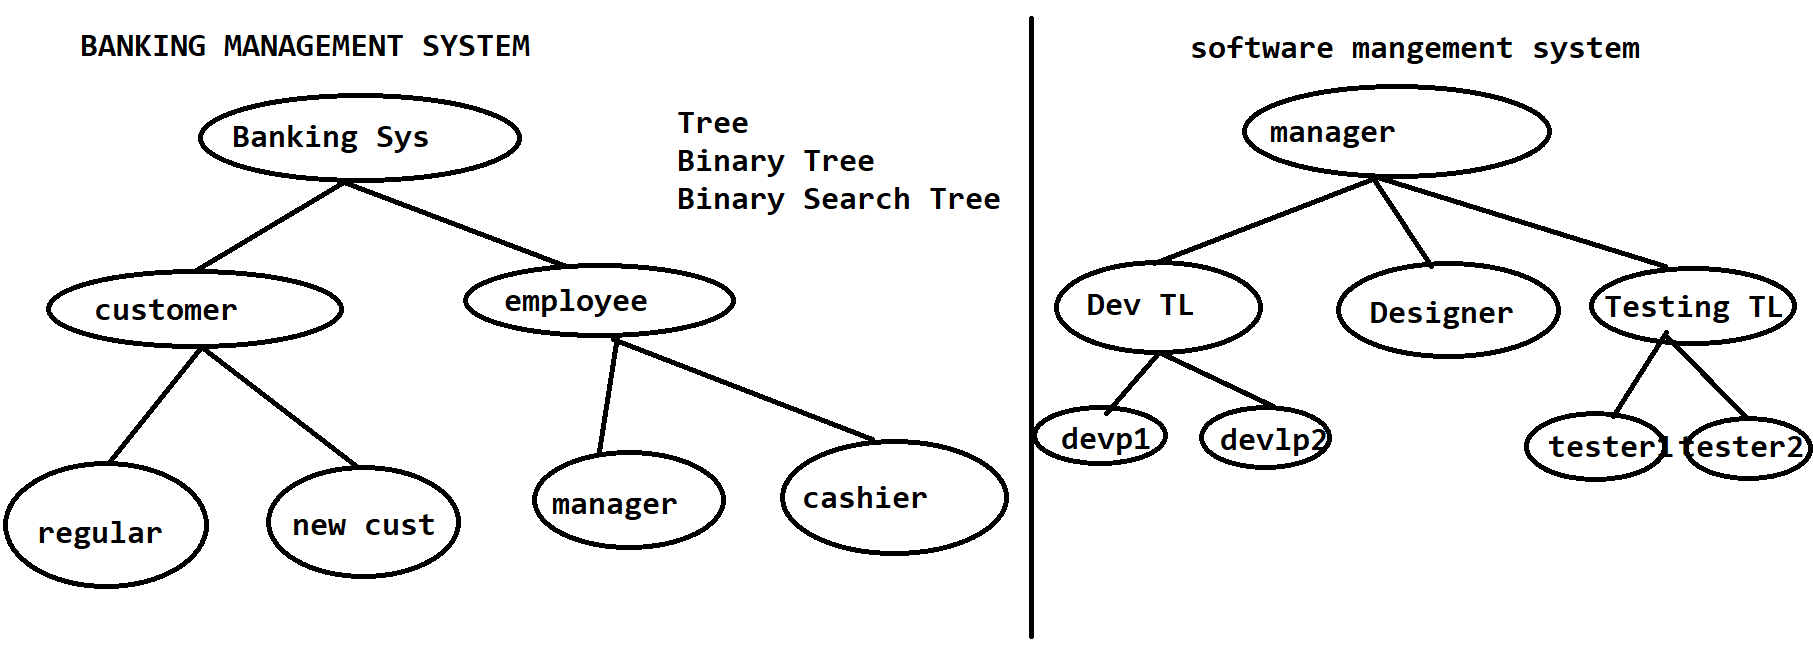 BANKING MANAGEMENT SYSTEM
Banking Sys
Tree
Binary Tree
Binary Search Tree
customer
employee
regular
new cust
manager
cashier
software mangement system
manager
Dev TL
Designer
Testing TL
devp1
devlp2
tester1
tester2